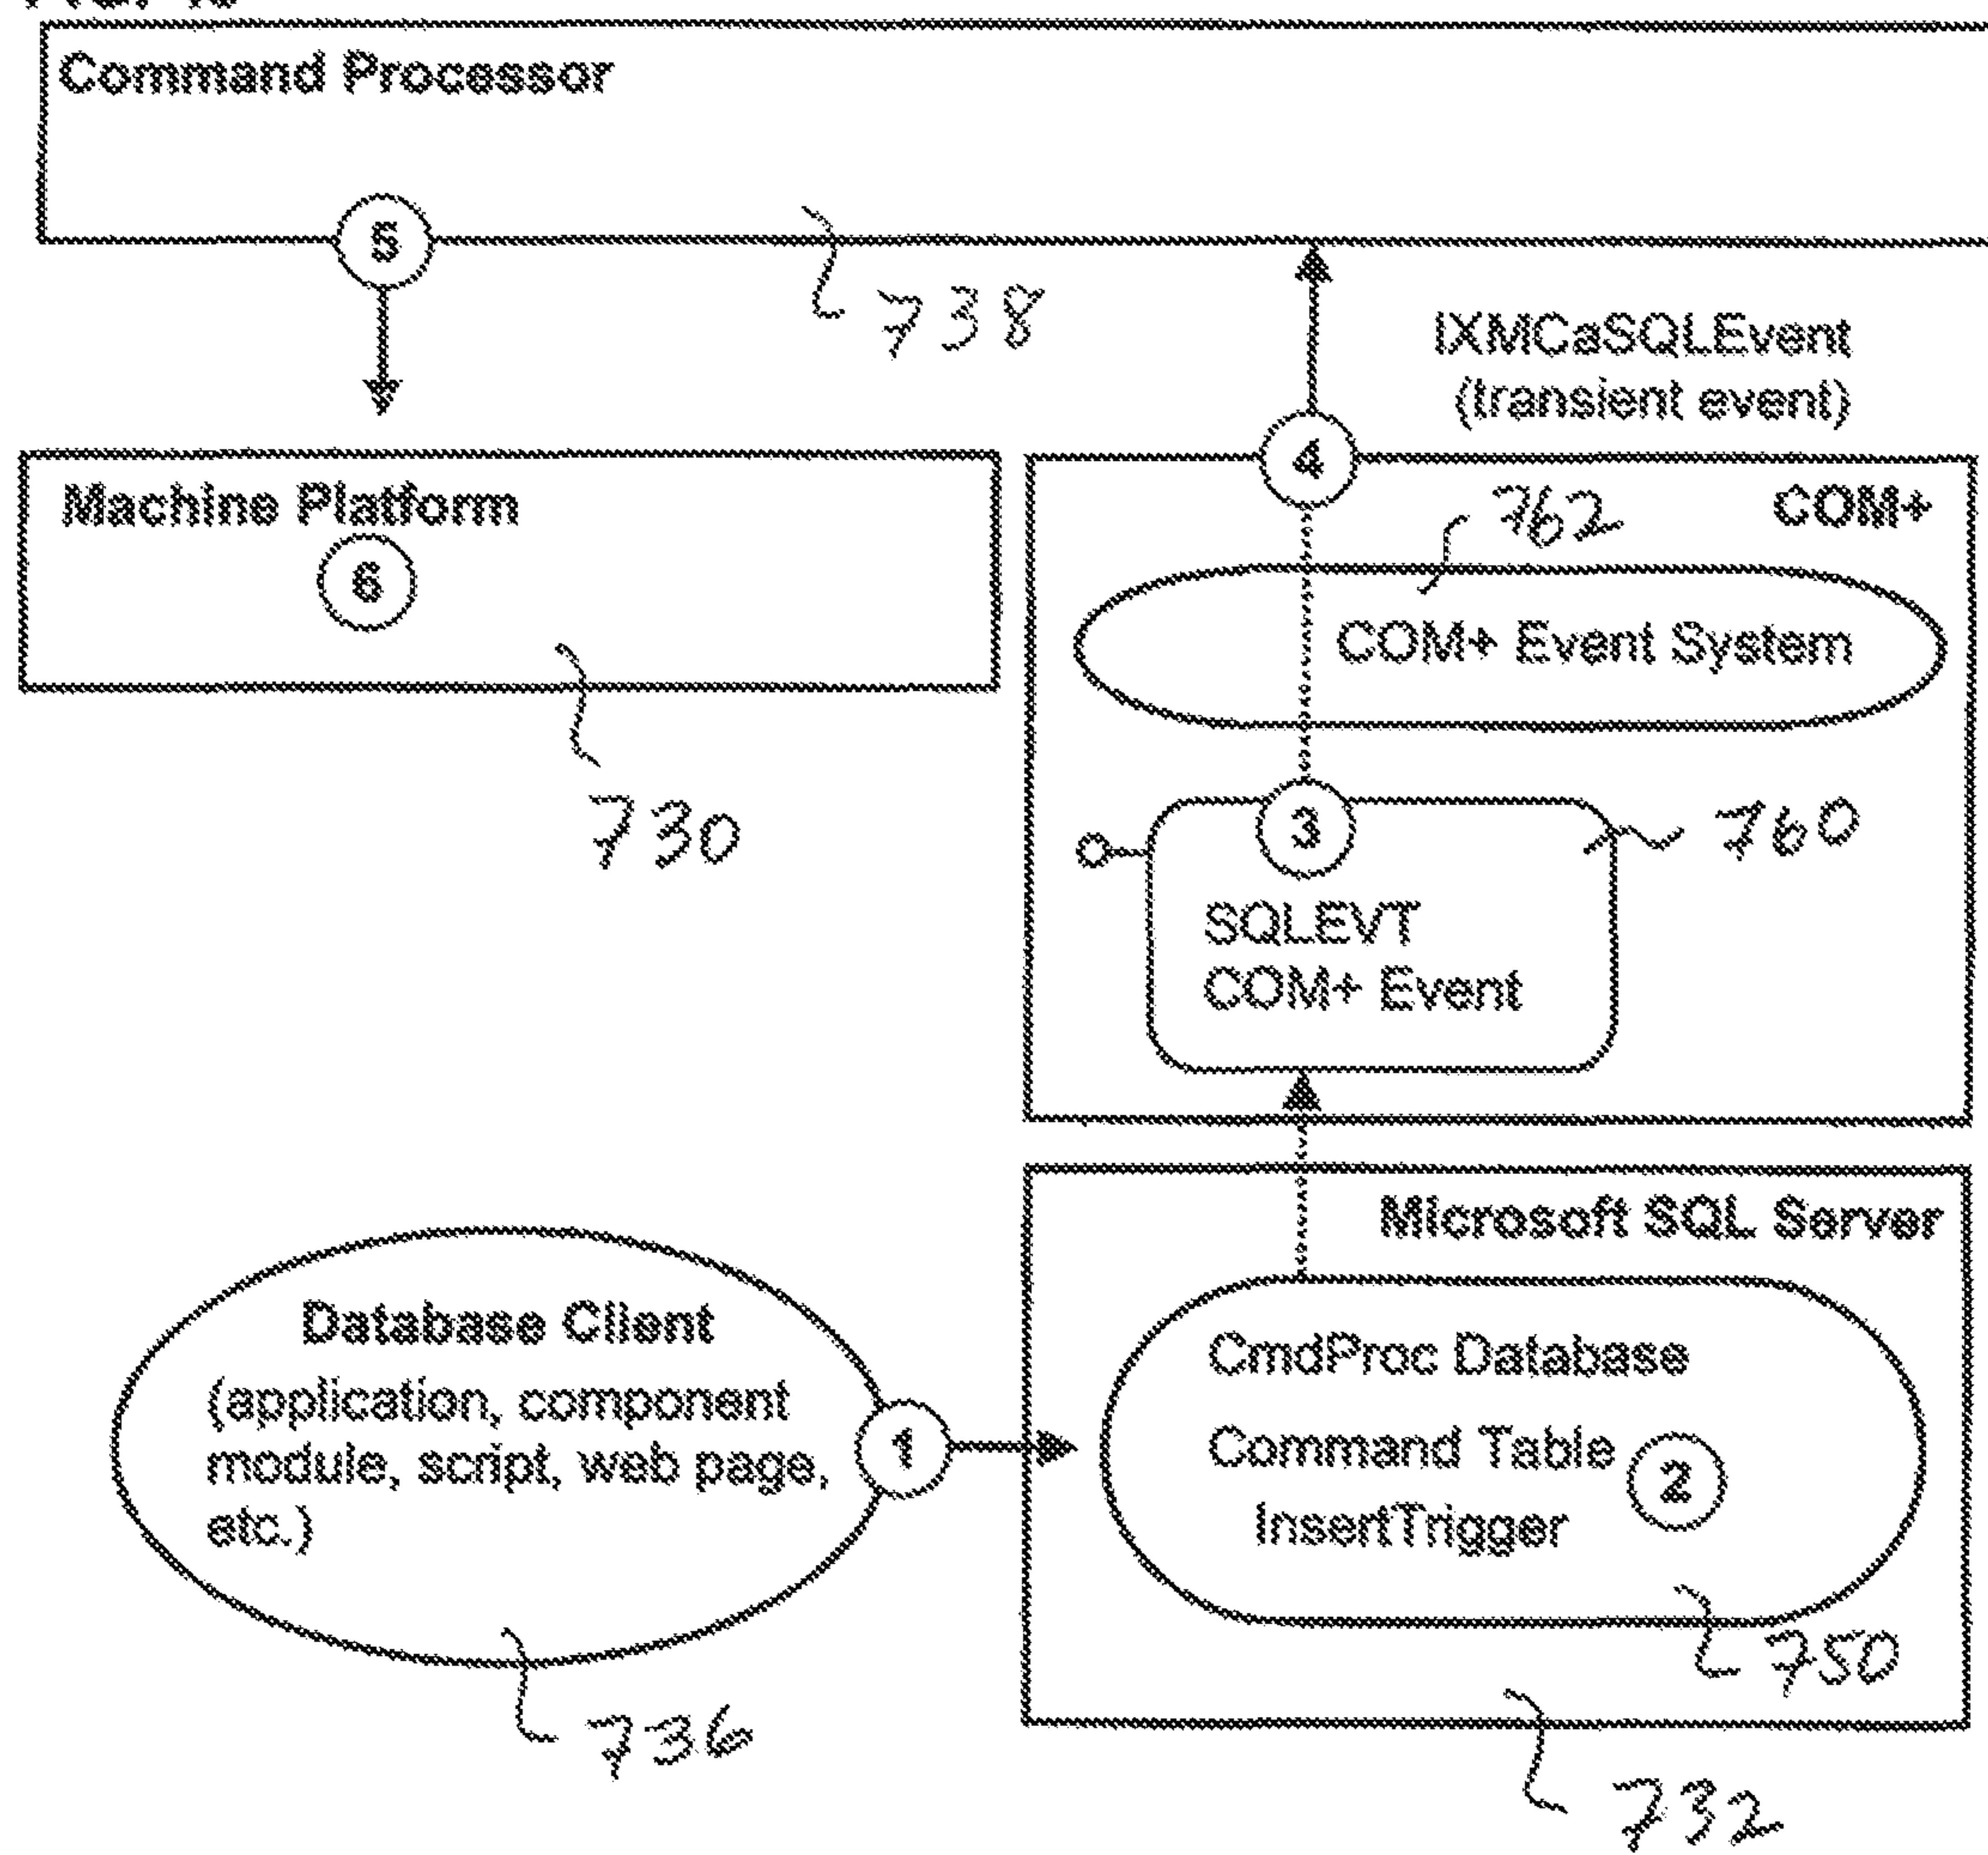 Command Processor
5
738
IXMCaSQLEvent
(transient event)
4
Machine Platform
6
730
COM+
762
COM+ Event System
3
760
SQLEVT
COM+ Event
Microsoft SQL Server
Database Client
(application, component
module, script, web page,
etc.)
1
CmdProc Database
Command Table
2
InsertTrigger
750
736
732